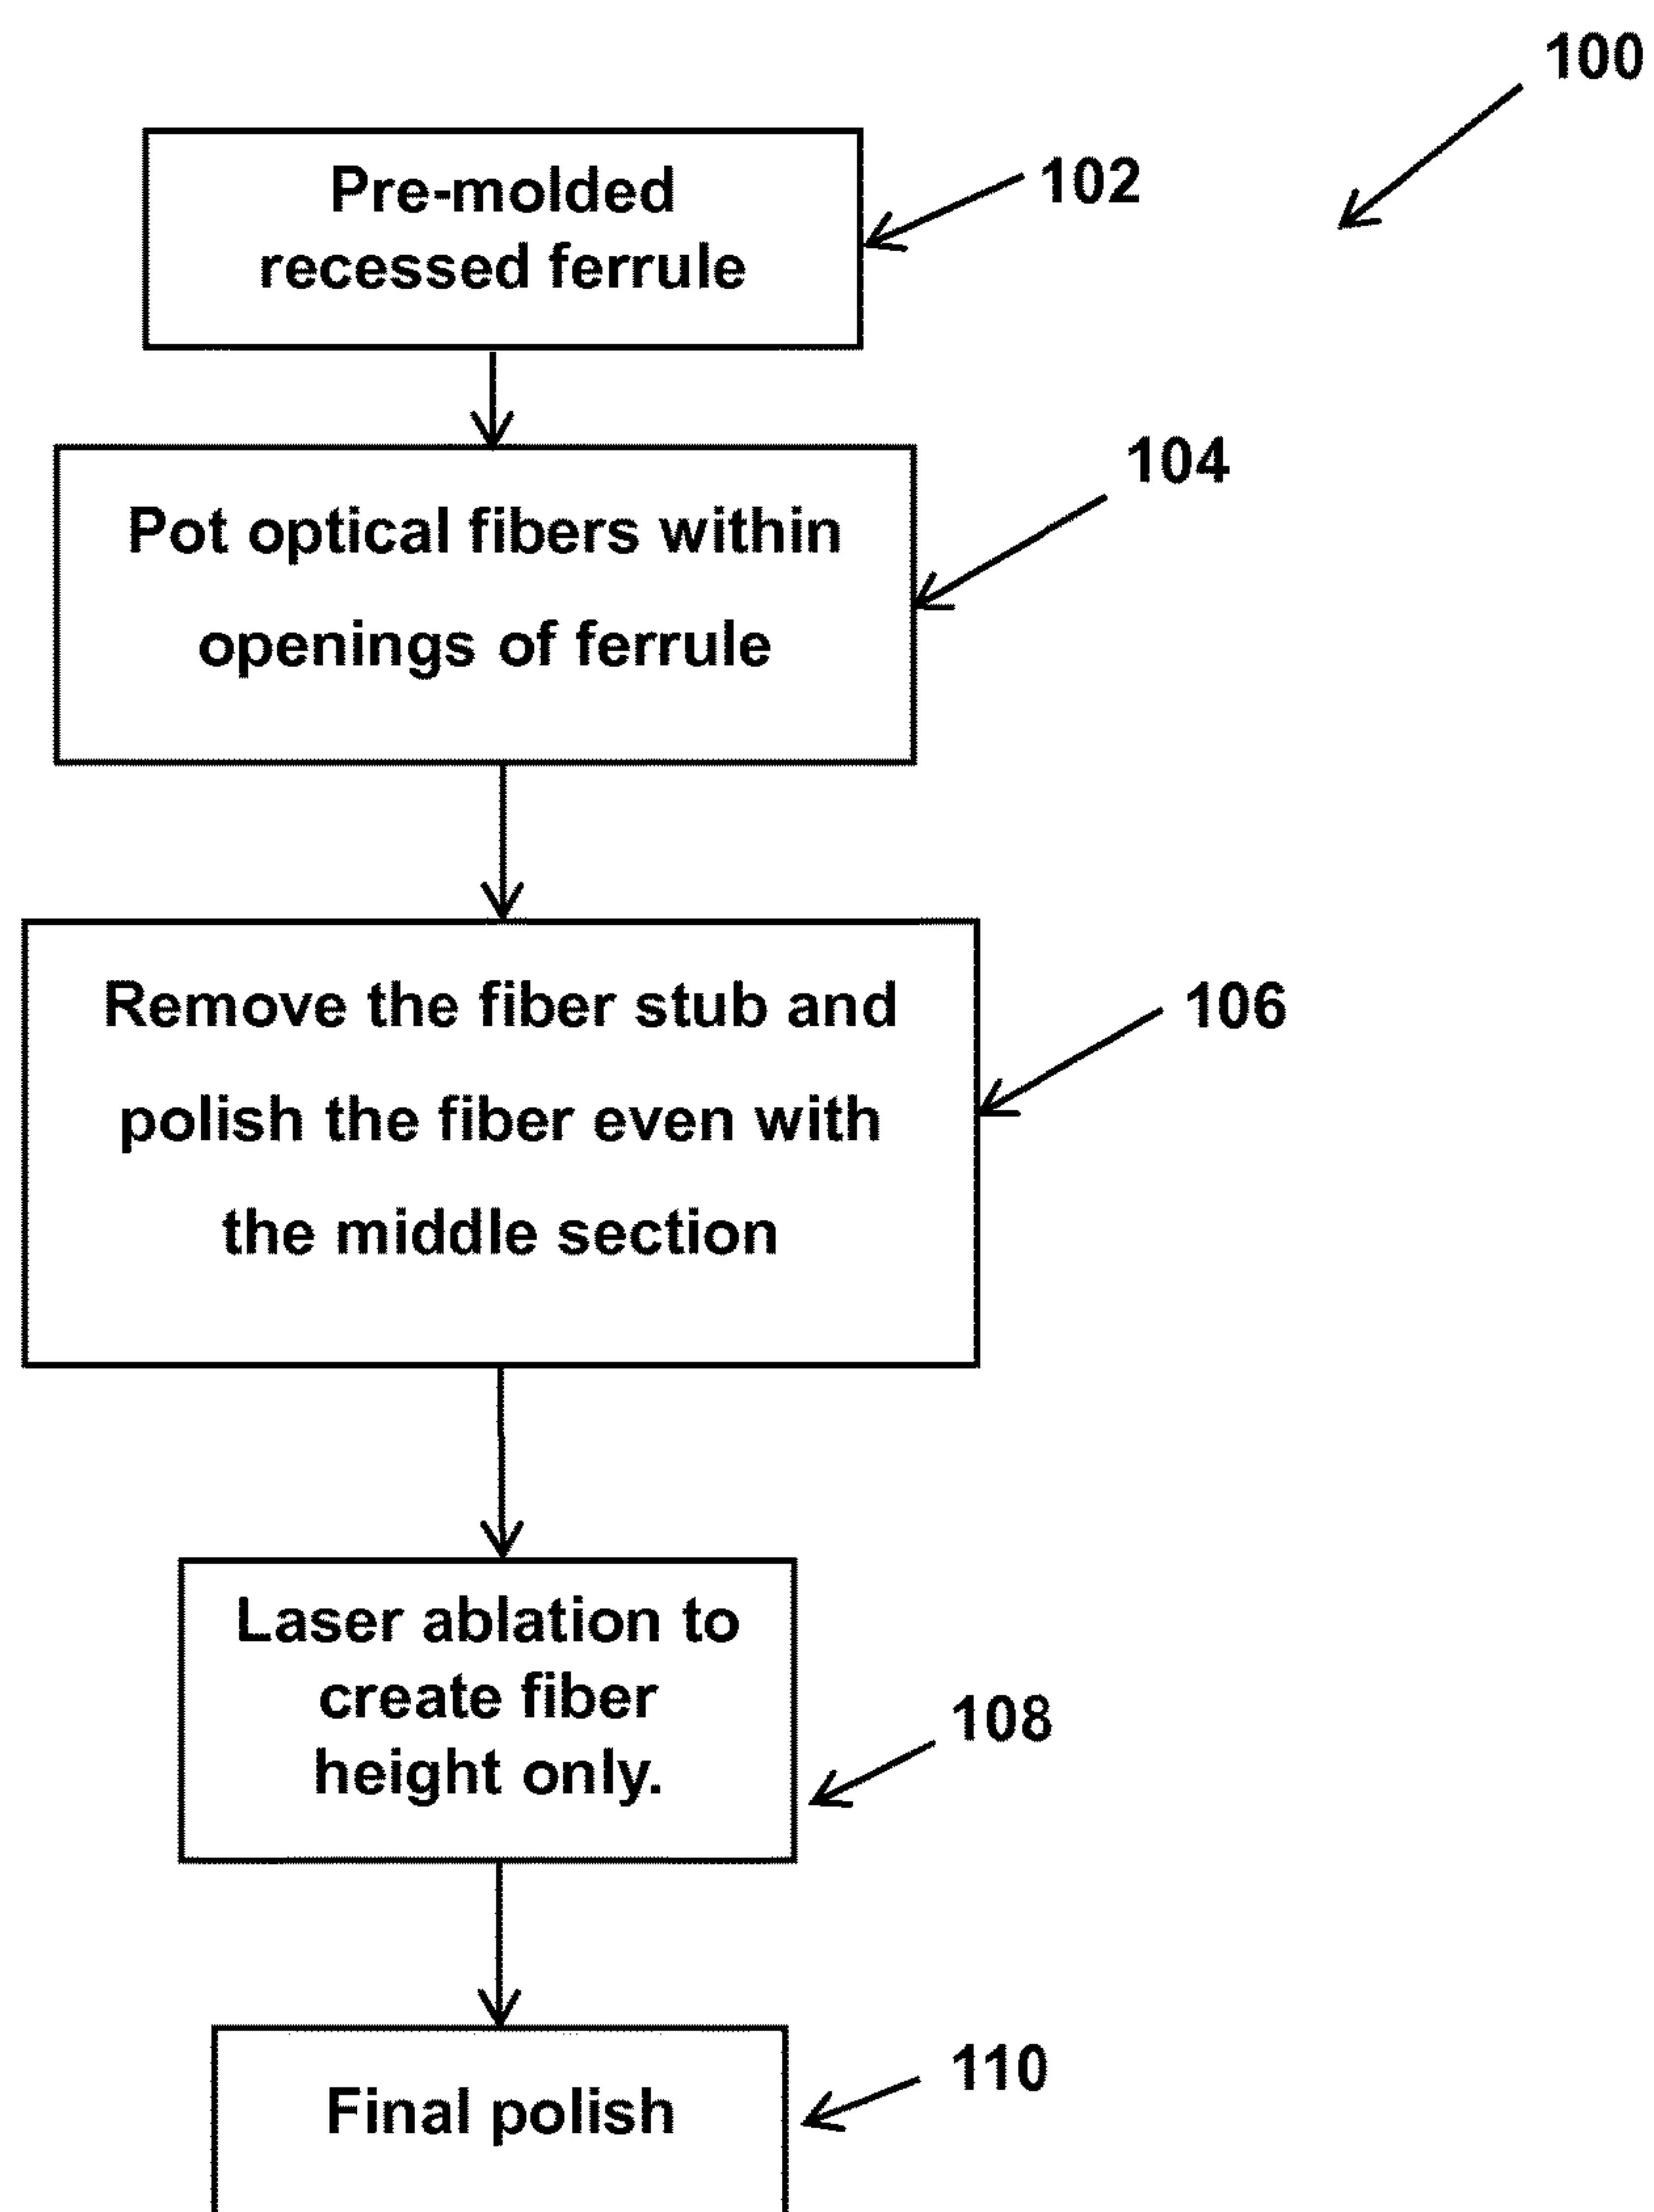 100
Pre-molded
recessed ferrule
102
Pot optical fibers within
openings of ferrule
104
Remove the fiber stub and
polish the fiber even with
the middle section
106
Laser ablation to
create fiber
height only.
108
Final polish
110